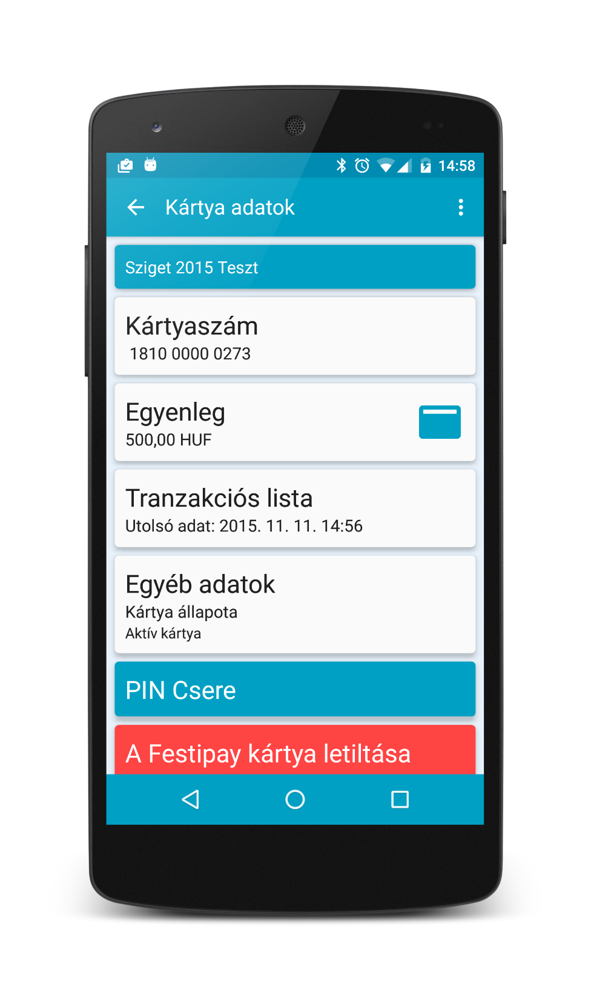 14:58
Kártya adatok
Sziget 2015 Teszt
Kártyaszám
1810 0000 0273
Egyenleg
500,00 HUF
Tranzakciós lista
Utolsó adat: 2015. 11. 11. 14:56
Egyéb adatok
Kártya állapota
Aktív kártya
PIN Csere
A Festipay kártya letiltása